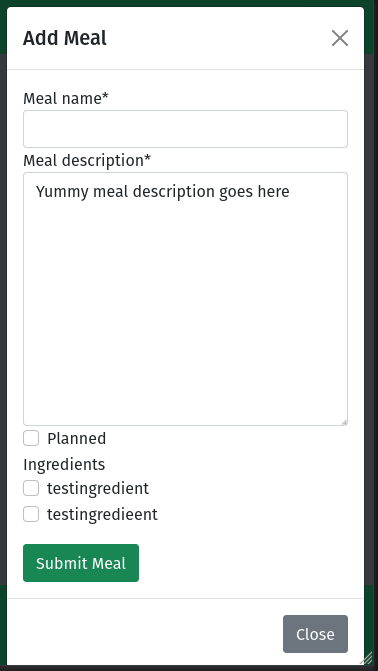 Add Meal
Meal name*
Meal description*
Yummy meal description goes here
Planned
Ingredients
testingredient
testingredieent
Submit Meal
Close